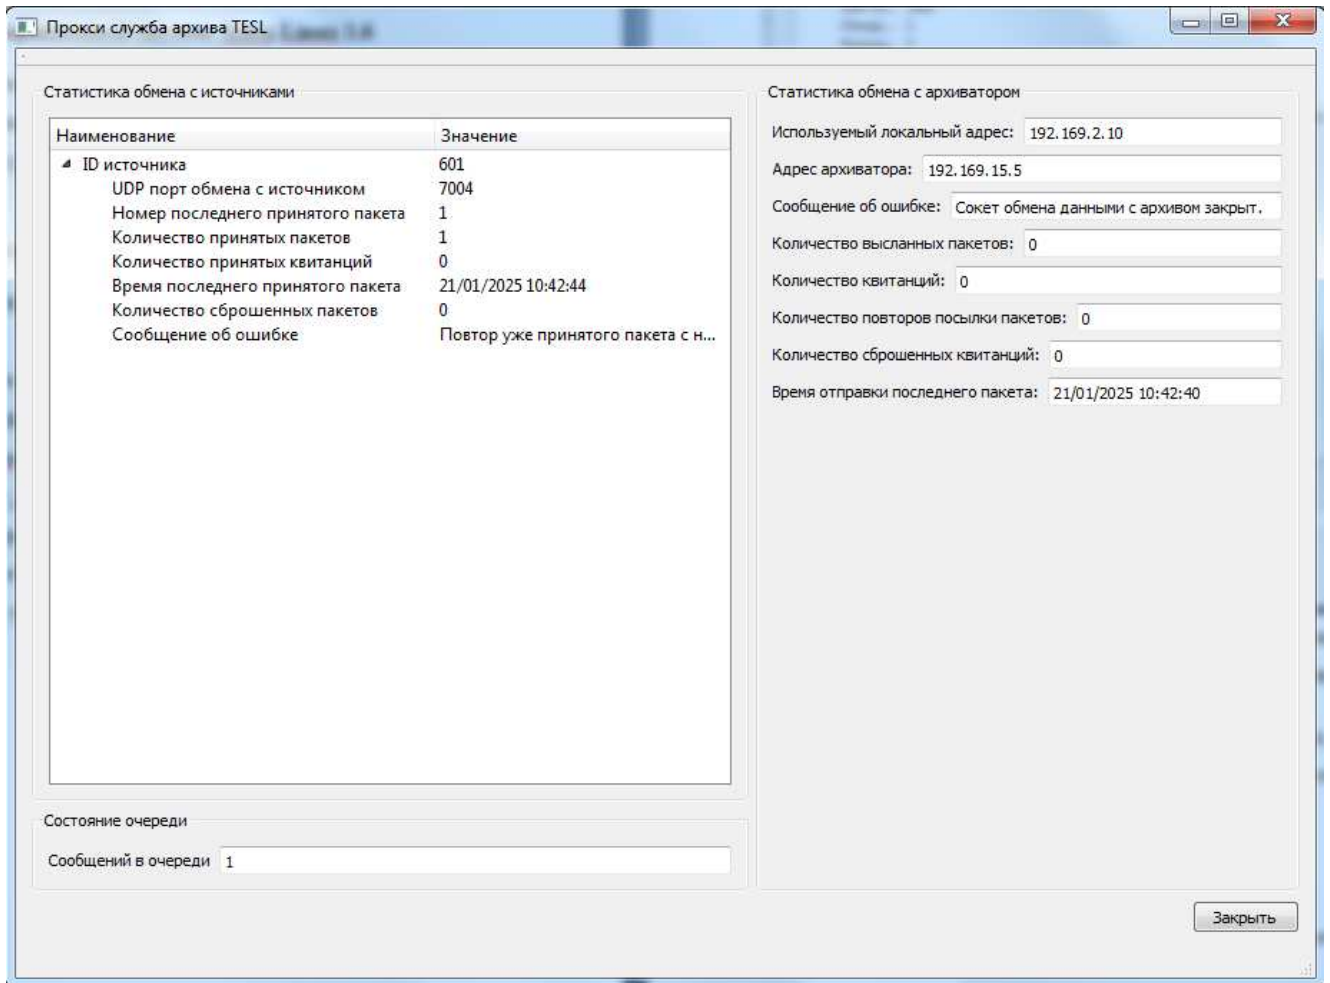 Прокси служба архива TESL
Статистика обмена с источниками
Наименование Значение
ID источника 601
UDP порт обмена с источником 7004
Номер последнего принятого пакета 1
Количество принятых пакетов 1
Количество принятых квитанций 0
Время последнего принятого пакета 21/01/2025 10:42:44
Количество сброшенных пакетов 0
Сообщение об ошибке Повтор уже принятого пакета с н...
Состояние очереди
Сообщений в очереди 1
Статистика обмена с архиватором
Используемый локальный адрес: 192.169.2.10
Адрес архиватора: 192.169.15.5
Сообщение об ошибке: Сокет обмена данными с архивом закрыт.
Количество высланных пакетов: 0
Количество квитанций: 0
Количество повторов посылки пакетов: 0
Количество сброшенных квитанций: 0
Время отправки последнего пакета: 21/01/2025 10:42:40
Закрыть